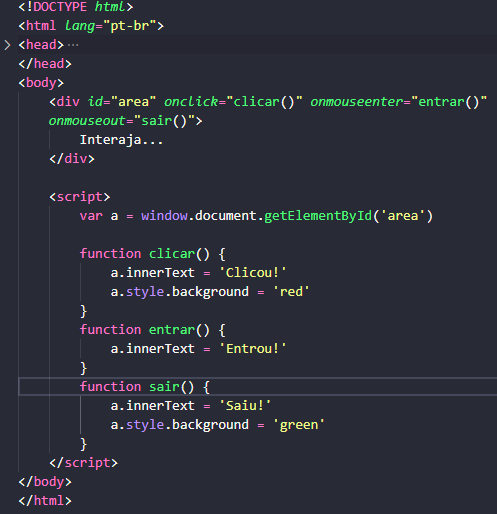 <!DOCTYPE html>
<html lang="pt-br">
<head>···
</head>
<body>
<div id="area" onclick="clicar()" onmouseenter="entrar()"
onmouseout="sair()">
Interaja...
</div>
<script>
var a = window.document.getElementById('area')
function clicar() {
a.innerText = 'Clicou!'
a.style.background = 'red'
}
function entrar() {
a.innerText = 'Entrou!'
}
function sair() {
a.innerText = 'Saiu!'
a.style.background = 'green'
}
</script>
</body>
</html>